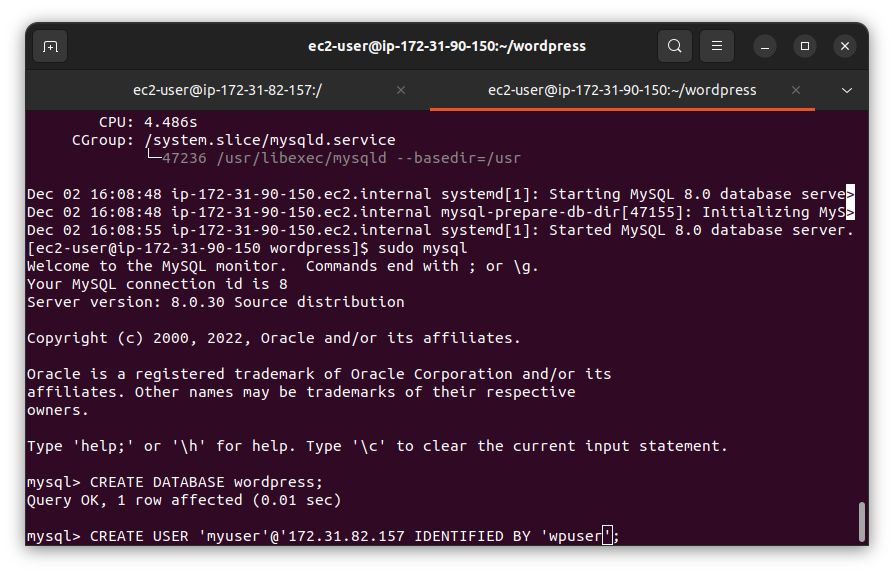 ec2-user@ip-172-31-90-150:~/wordpress
ec2-user@ip-172-31-82-157:/
ec2-user@ip-172-31-90-150:~/wordpress
CPU: 4.486s
CGroup: /system.slice/mysqld.service
└─47236 /usr/libexec/mysqld --basedir=/usr
Dec 02 16:08:48 ip-172-31-90-150.ec2.internal systemd[1]: Starting MySQL 8.0 database serve>
Dec 02 16:08:48 ip-172-31-90-150.ec2.internal mysql-prepare-db-dir[47155]: Initializing MyS>
Dec 02 16:08:55 ip-172-31-90-150.ec2.internal systemd[1]: Started MySQL 8.0 database server.
[ec2-user@ip-172-31-90-150 wordpress]$ sudo mysql
Welcome to the MySQL monitor.  Commands end with ; or \g.
Your MySQL connection id is 8
Server version: 8.0.30 Source distribution
Copyright (c) 2000, 2022, Oracle and/or its affiliates.
Oracle is a registered trademark of Oracle Corporation and/or its
affiliates. Other names may be trademarks of their respective
owners.
Type 'help;' or '\h' for help. Type '\c' to clear the current input statement.
mysql> CREATE DATABASE wordpress;
Query OK, 1 row affected (0.01 sec)
mysql> CREATE USER 'myuser'@'172.31.82.157 IDENTIFIED BY 'wpuser';